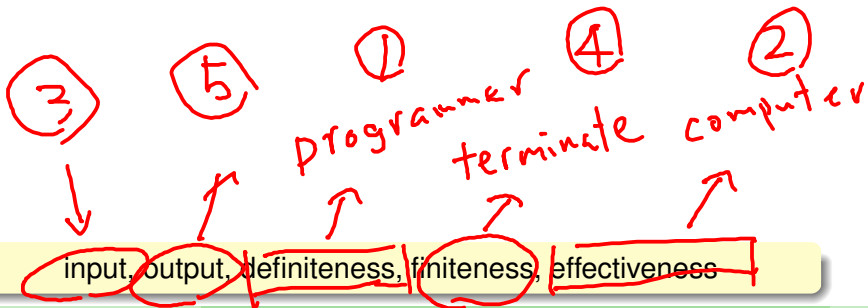 ③ ⑤ ① ④ ②
programmer terminate computer
input, output, definiteness, finiteness, effectiveness